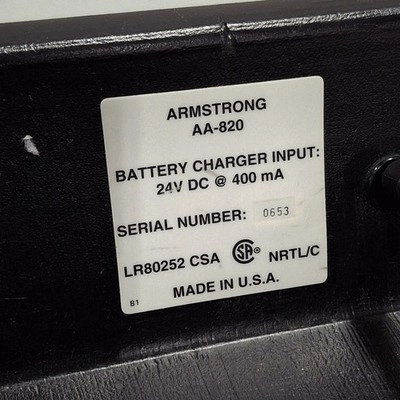 ARMSTRONG
AA-820
BATTERY CHARGER INPUT:
24V DC @ 400 mA
SERIAL NUMBER: 0653
LR80252 CSA SA ® NRTL/C
MADE IN U.S.A.
B1